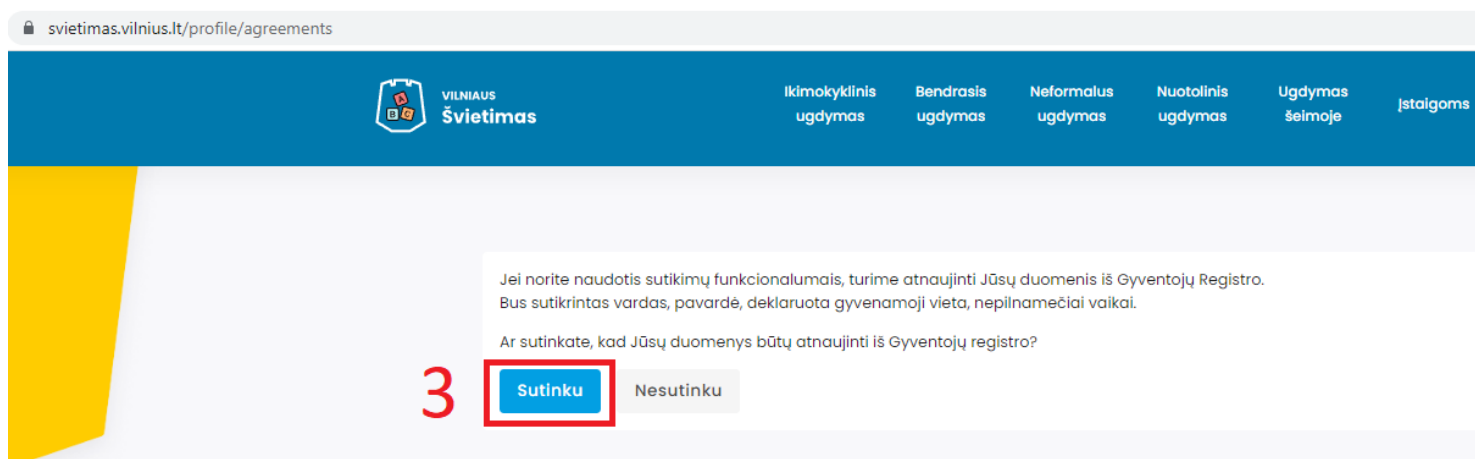 svietimas.vilnius.lt/profile/agreements
VILNIAUS
Švietimas
A
B C
Ikimokyklinis
ugdymas
Bendrasis
ugdymas
Neformalus
ugdymas
Nuotolinis
ugdymas
Ugdymas
šeimoje
Įstaigoms
Jei norite naudotis sutikimų funkcionalumais, turime atnaujinti Jūsų duomenis iš Gyventojų Registro.
Bus sutikrintas vardas, pavardė, deklaruota gyvenamoji vieta, nepilnamečiai vaikai.
Ar sutinkate, kad Jūsų duomenys būtų atnaujinti iš Gyventojų registro?
3
Sutinku
Nesutinku